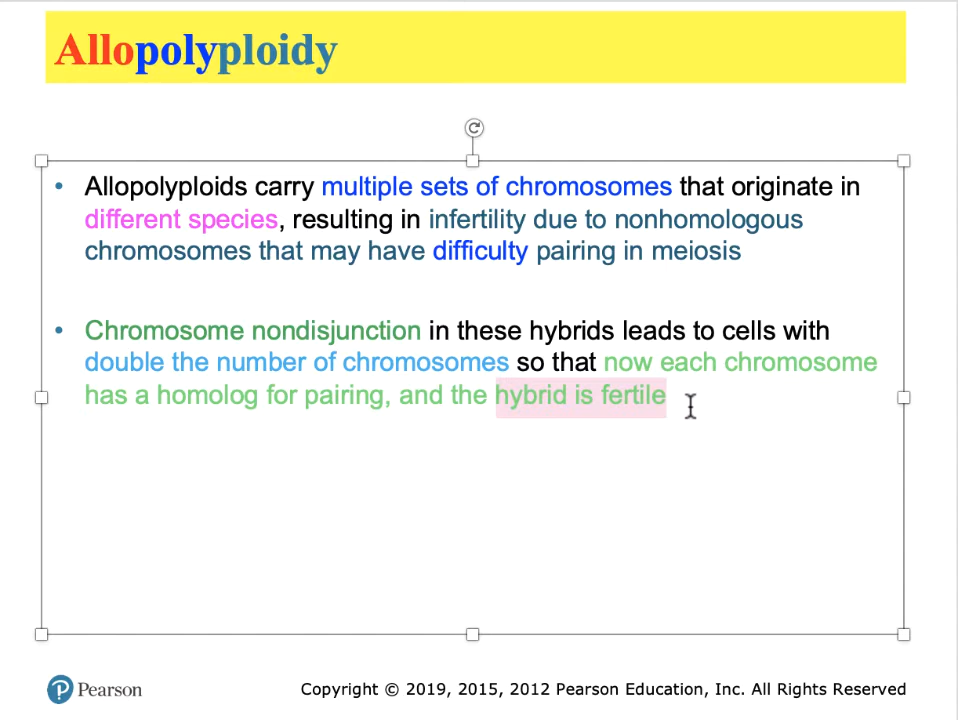 Allopolyploidy
• Allopolyploids carry multiple sets of chromosomes that originate in
different species, resulting in infertility due to nonhomologous
chromosomes that may have difficulty pairing in meiosis
• Chromosome nondisjunction in these hybrids leads to cells with
double the number of chromosomes so that now each chromosome
has a homolog for pairing, and the hybrid is fertile
Pearson
Copyright © 2019, 2015, 2012 Pearson Education, Inc. All Rights Reserved